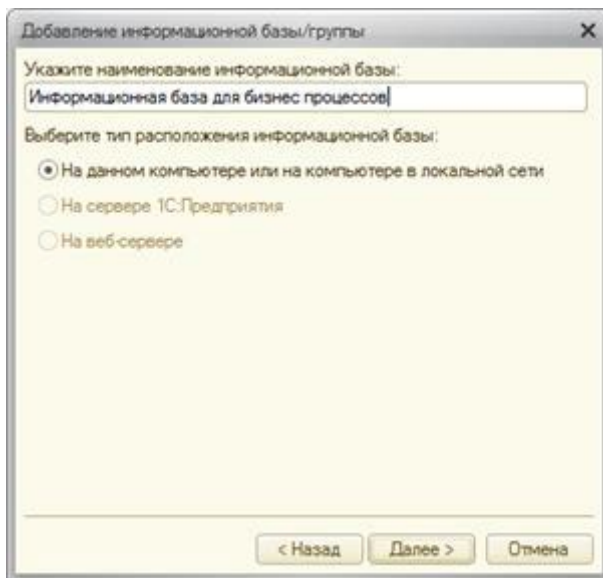 Добавление информационной базы/группы
Укажите наименование информационной базы:
Информационная база для бизнес процессов
Выберите тип расположения информационной базы:
На данном компьютере или на компьютере в локальной сети
На сервере 1С:Предприятия
На веб-сервере
< Назад Далее > Отмена